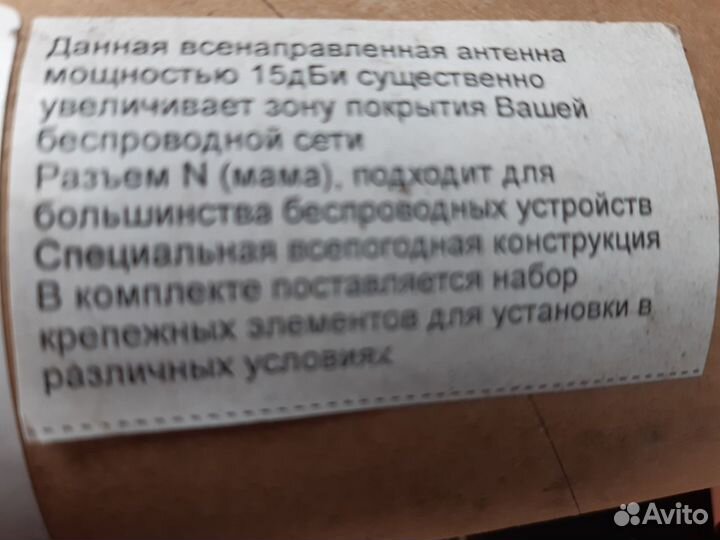 Данная всенаправленная антенна
мощностью 15дБи существенно
увеличивает зону покрытия Вашей
беспроводной сети
Разъем N (мама), подходит для
большинства беспроводных устройств
Специальная всепогодная конструкция
В комплекте поставляется набор
крепежных элементов для установки в
различных условиях
Avito